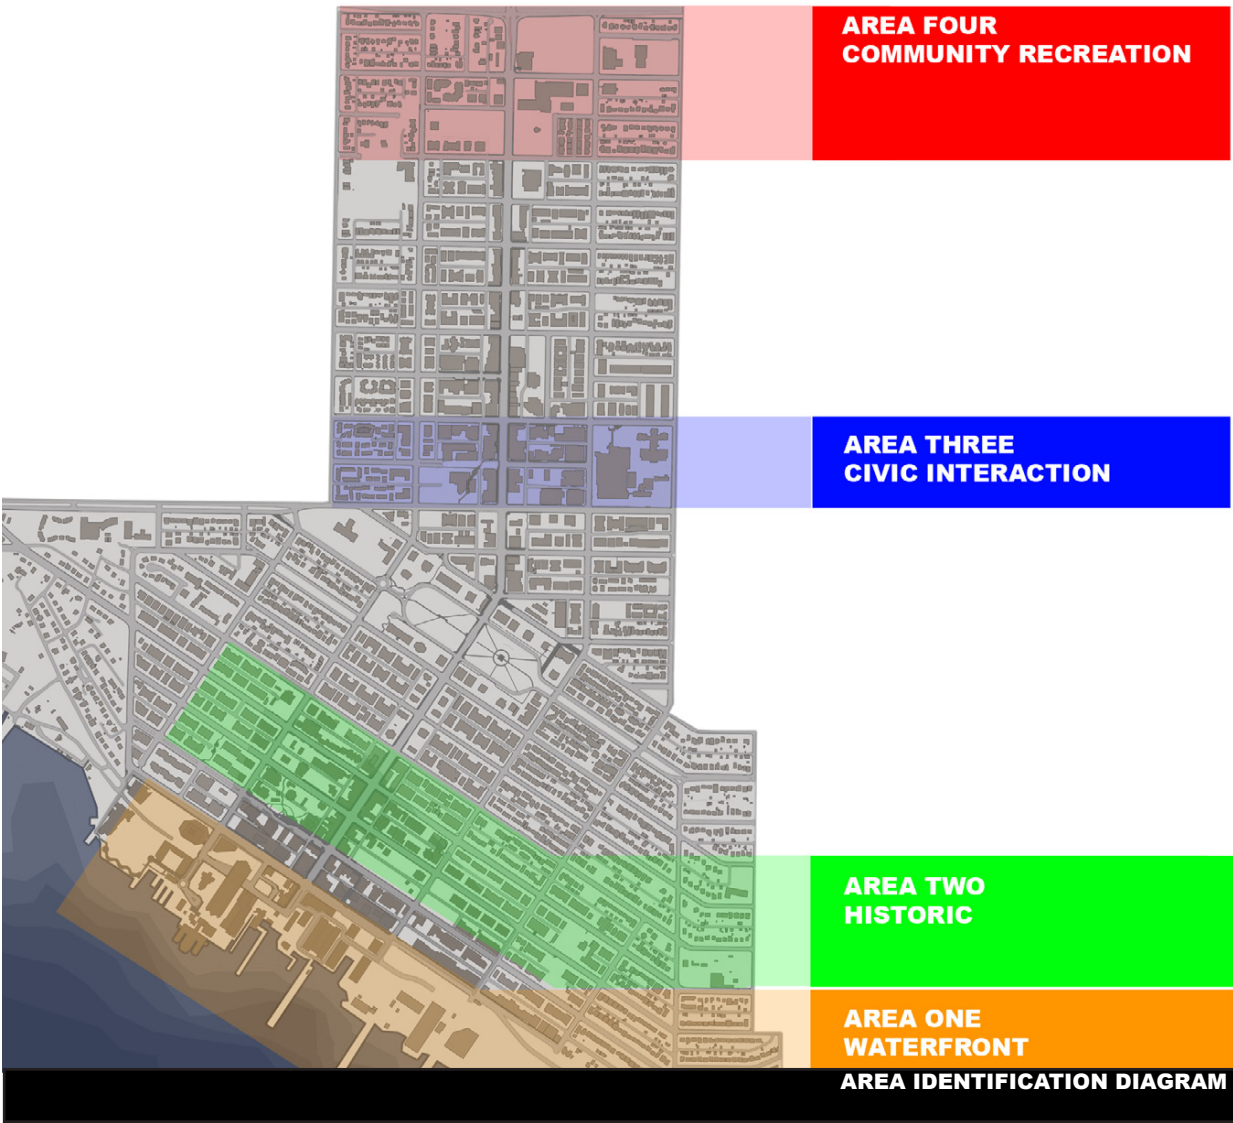 AREA FOUR
COMMUNITY RECREATION
AREA THREE
CIVIC INTERACTION
AREA TWO
HISTORIC
AREA ONE
WATERFRONT
AREA IDENTIFICATION DIAGRAM